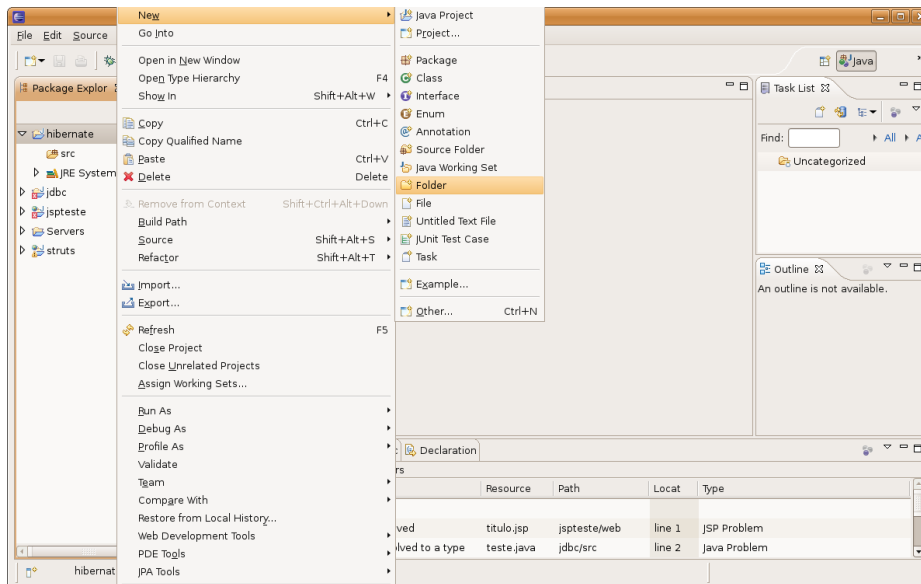 File Edit Source
Java
Package Explor
hibernate
src
JRE System
jdbc
jspteste
Servers
struts
New
Go Into
Open in New Window
Open Type Hierarchy F4
Show In Shift+Alt+W
Copy Ctrl+C
Copy Qualified Name
Paste Ctrl+V
Delete Delete
Remove from Context Shift+Ctrl+Alt+Down
Build Path
Source Shift+Alt+S
Refactor Shift+Alt+T
Import...
Export...
Refresh F5
Close Project
Close Unrelated Projects
Assign Working Sets...
Run As
Debug As
Profile As
Validate
Team
Compare With
Restore from Local History...
Web Development Tools
PDE Tools
JPA Tools
Java Project
Project...
Package
Class
Interface
Enum
Annotation
Source Folder
Java Working Set
Folder
File
Untitled Text File
JUnit Test Case
Task
Example...
Other... Ctrl+N
Task List
Find: All
Uncategorized
Outline
An outline is not available.
Declaration
rs
Resource Path Locat Type
ved titulo.jsp jspteste/web line 1 JSP Problem
lved to a type teste.java jdbc/src line 2 Java Problem
hibernat